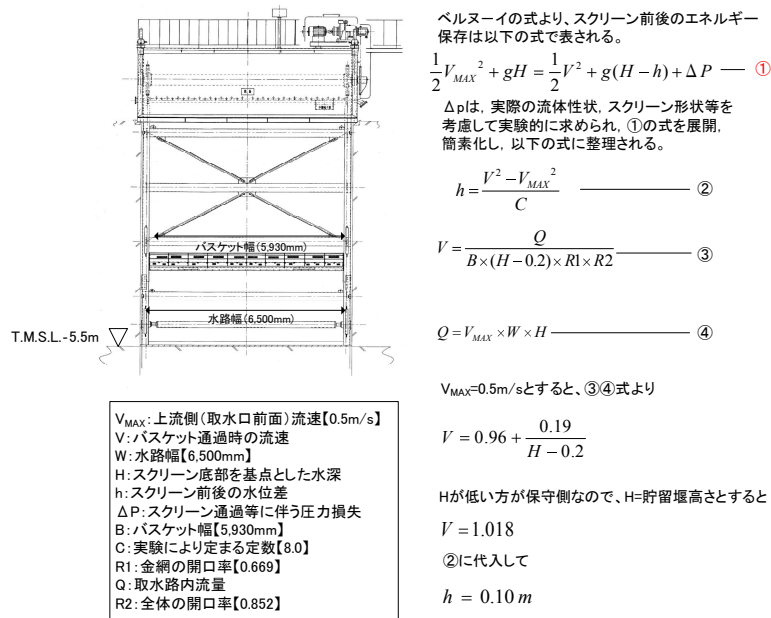 ベルヌーイの式より、スクリーン前後のエネルギー
保存は以下の式で表される。
1/2 V_MAX² + gH = 1/2 V² + g(H − h) + ΔP ― ①
Δpは，実際の流体性状，スクリーン形状等を
考慮して実験的に求められ，①の式を展開，
簡素化し，以下の式に整理される。
h = (V² − V_MAX²) / C ― ②
V = Q / (B×(H−0.2)×R1×R2) ― ③
Q = V_MAX × W × H ― ④
V_MAX=0.5m/sとすると、③④式より
V = 0.96 + 0.19 / (H − 0.2)
Hが低い方が保守側なので、H=貯留堰高さとすると
V = 1.018
②に代入して
h = 0.10 m
バスケット幅(5,930mm)
水路幅(6,500mm)
T.M.S.L.-5.5m
V_MAX：上流側（取水口前面）流速【0.5m/s】
V：バスケット通過時の流速
W：水路幅【6,500mm】
H：スクリーン底部を基点とした水深
h：スクリーン前後の水位差
ΔP：スクリーン通過等に伴う圧力損失
B：バスケット幅【5,930mm】
C：実験により定まる定数【8.0】
R1：金網の開口率【0.669】
Q：取水路内流量
R2：全体の開口率【0.852】